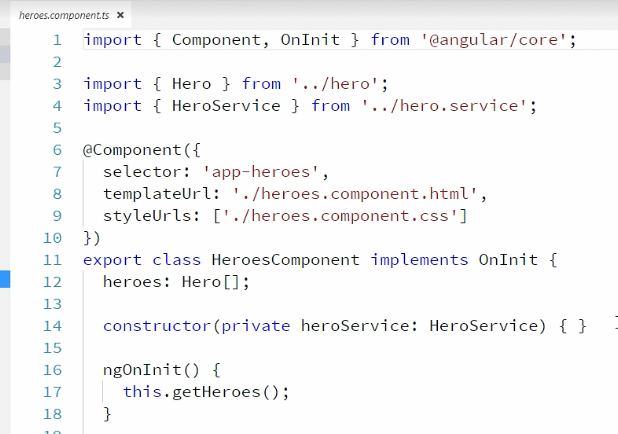 heroes.component.ts ×
1 import { Component, OnInit } from '@angular/core';
2
3 import { Hero } from '../hero';
4 import { HeroService } from '../hero.service';
5
6 @Component({
7 selector: 'app-heroes',
8 templateUrl: './heroes.component.html',
9 styleUrls: ['./heroes.component.css']
10 })
11 export class HeroesComponent implements OnInit {
12 heroes: Hero[];
13
14 constructor(private heroService: HeroService) { }
15
16 ngOnInit() {
17 this.getHeroes();
18 }